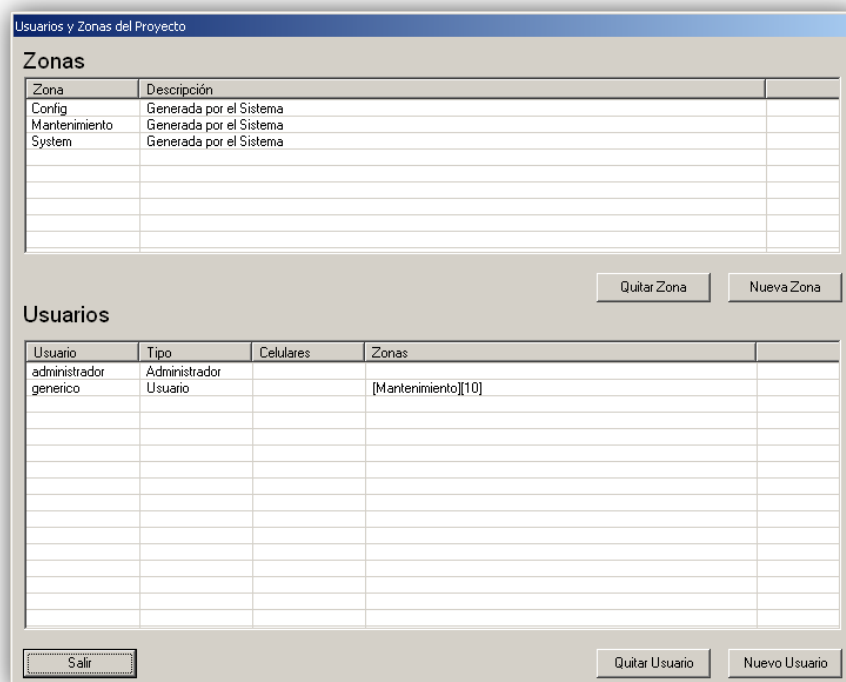 Usuarios y Zonas del Proyecto
Zonas
Zona Descripción
Config Generada por el Sistema
Mantenimiento Generada por el Sistema
System Generada por el Sistema
Quitar Zona Nueva Zona
Usuarios
Usuario Tipo Celulares Zonas
administrador Administrador
generico Usuario [Mantenimiento][10]
Salir Quitar Usuario Nuevo Usuario